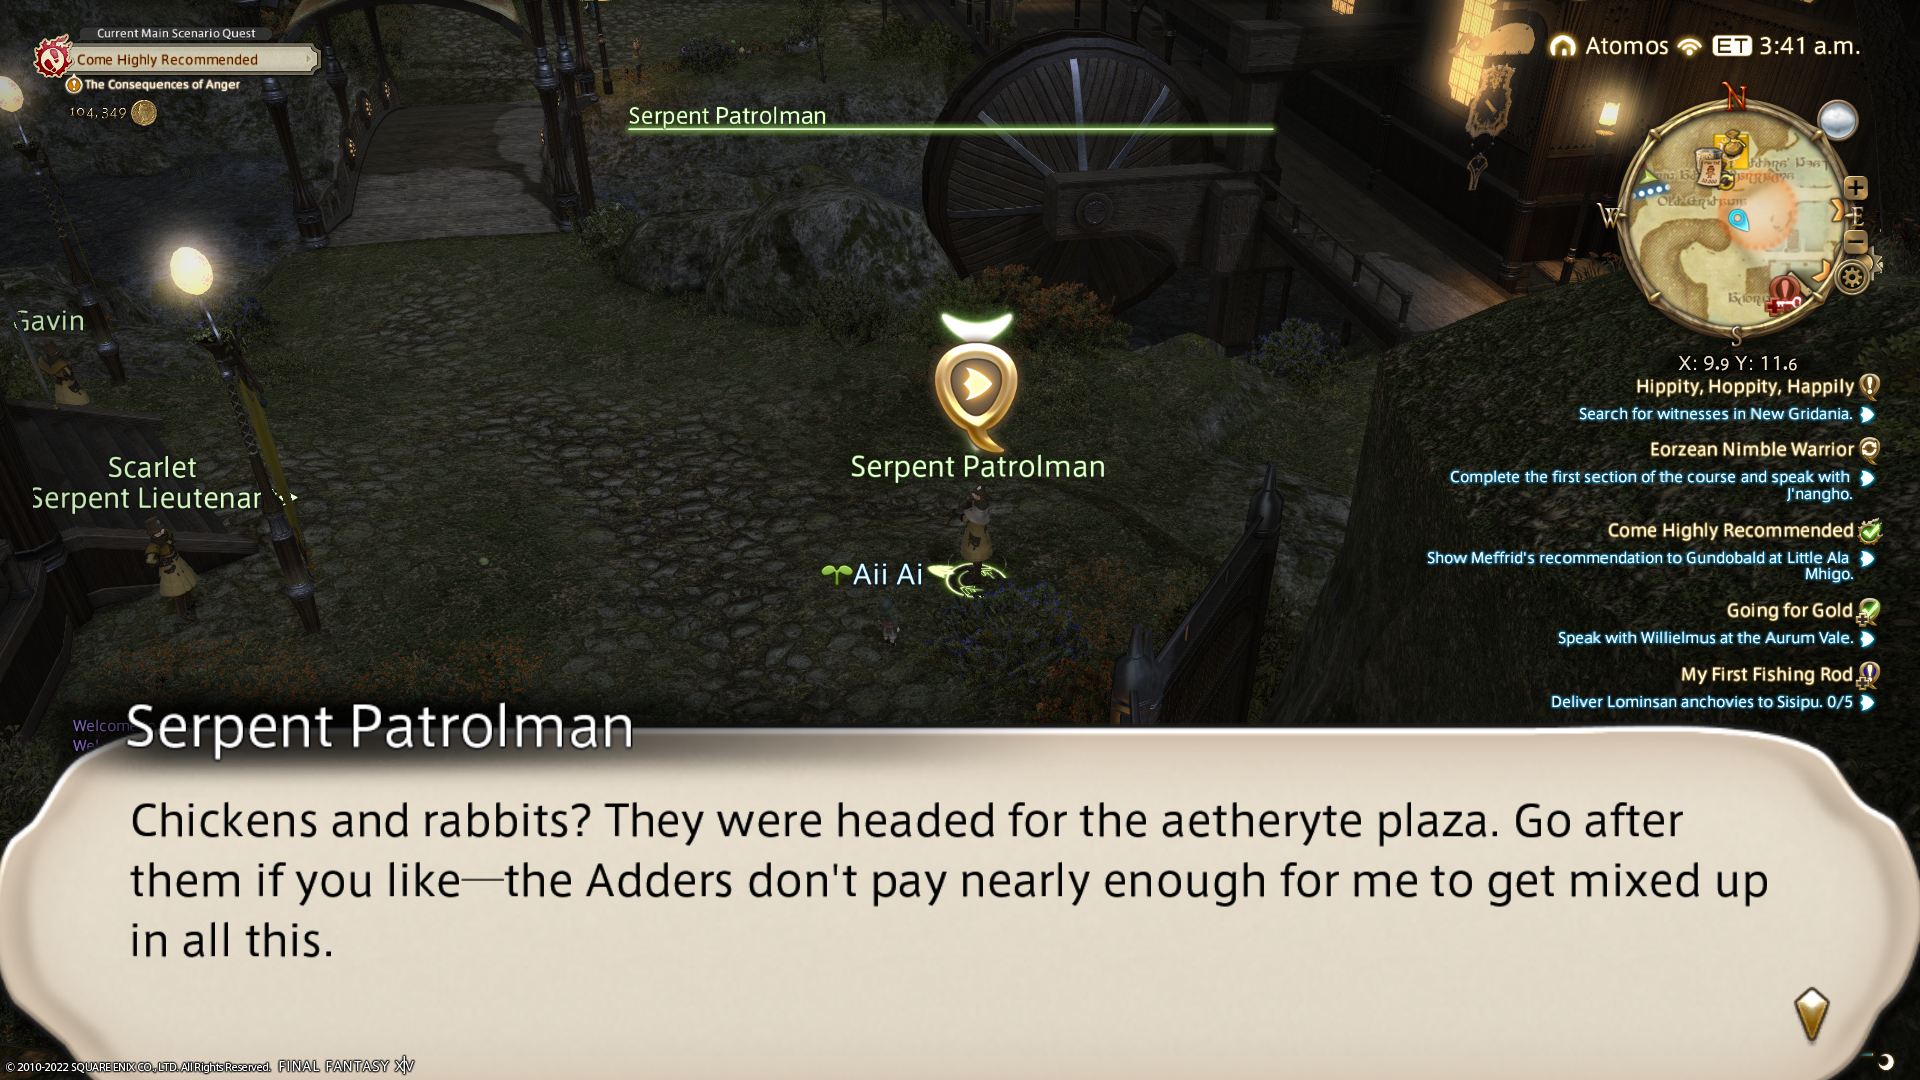 Current Main Scenario Quest
Come Highly Recommended
The Consequences of Anger
104,349
Serpent Patrolman
Atomos ET 3:41 a.m.
N
W
E
S
X: 9.9 Y: 11.6
Hippity, Hoppity, Happily
Search for witnesses in New Gridania.
Eorzean Nimble Warrior
Complete the first section of the course and speak with
J'nangho.
Come Highly Recommended
Show Meffrid's recommendation to Gundobald at Little Ala
Mhigo.
Going for Gold
Speak with Willielmus at the Aurum Vale.
My First Fishing Rod
Deliver Lominsan anchovies to Sisipu. 0/5
Gavin
Scarlet
Serpent Lieutenan
Serpent Patrolman
Aii Ai
Welcom
We
Serpent Patrolman
Chickens and rabbits? They were headed for the aetheryte plaza. Go after
them if you like—the Adders don't pay nearly enough for me to get mixed up
in all this.
© 2010-2022 SQUARE ENIX CO., LTD. All Rights Reserved. FINAL FANTASY XIV